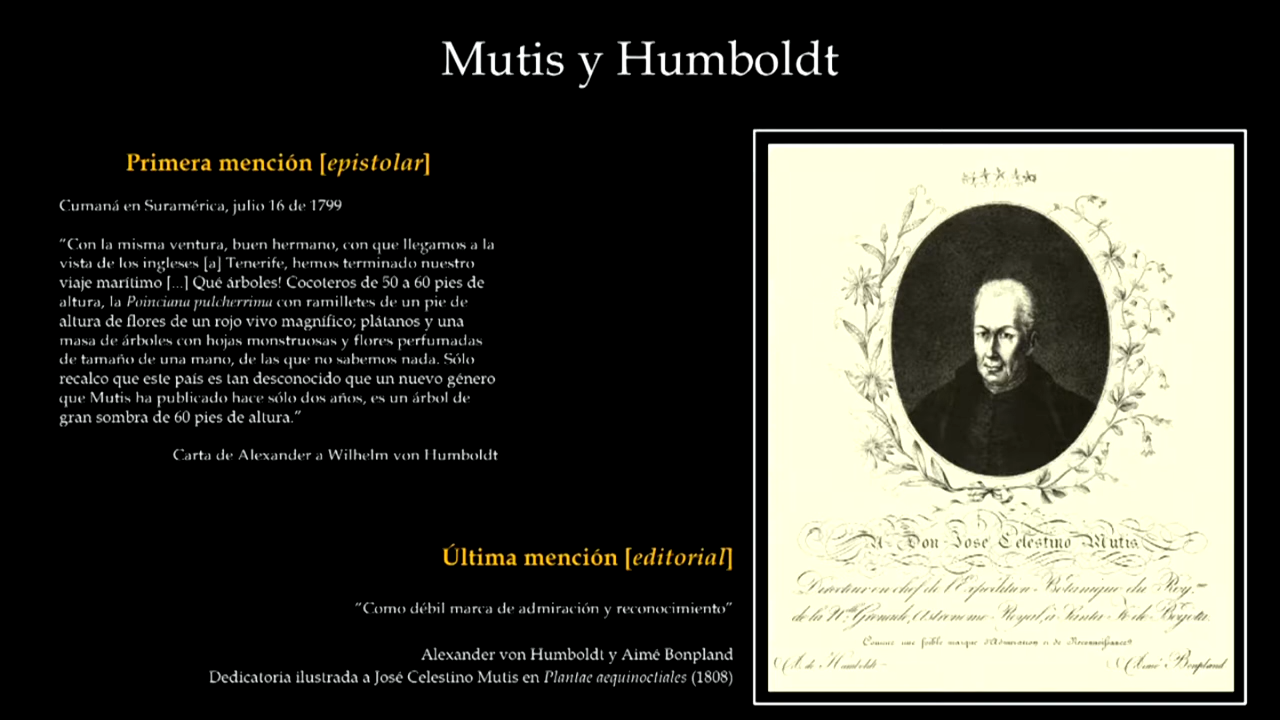 Mutis y Humboldt
Primera mención [epistolar]
Cumaná en Suramérica, julio 16 de 1799
"Con la misma ventura, buen hermano, con que llegamos a la
vista de los ingleses [a] Tenerife, hemos terminado nuestro
viaje marítimo [...] Qué árboles! Cocoteros de 50 a 60 pies de
altura, la Poinciana pulcherrima con ramilletes de un pie de
altura de flores de un rojo vivo magnífico; plátanos y una
masa de árboles con hojas monstruosas y flores perfumadas
de tamaño de una mano, de las que no sabemos nada. Sólo
recalco que este país es tan desconocido que un nuevo género
que Mutis ha publicado hace sólo dos años, es un árbol de
gran sombra de 60 pies de altura."
Carta de Alexander a Wilhelm von Humboldt
Última mención [editorial]
"Como débil marca de admiración y reconocimiento"
Alexander von Humboldt y Aimé Bonpland
Dedicatoria ilustrada a José Celestino Mutis en Plantae aequinoctiales (1808)
Don José Celestino Mutis
Directeur en chef de l'Expédition Botanique du Roy.
de la Grenade, Astronome Royal, à Santa Fé de Bogota.
Comme une foible marque d'Admiration et de Reconnaissance
A. de Humboldt
Aimé Bonpland